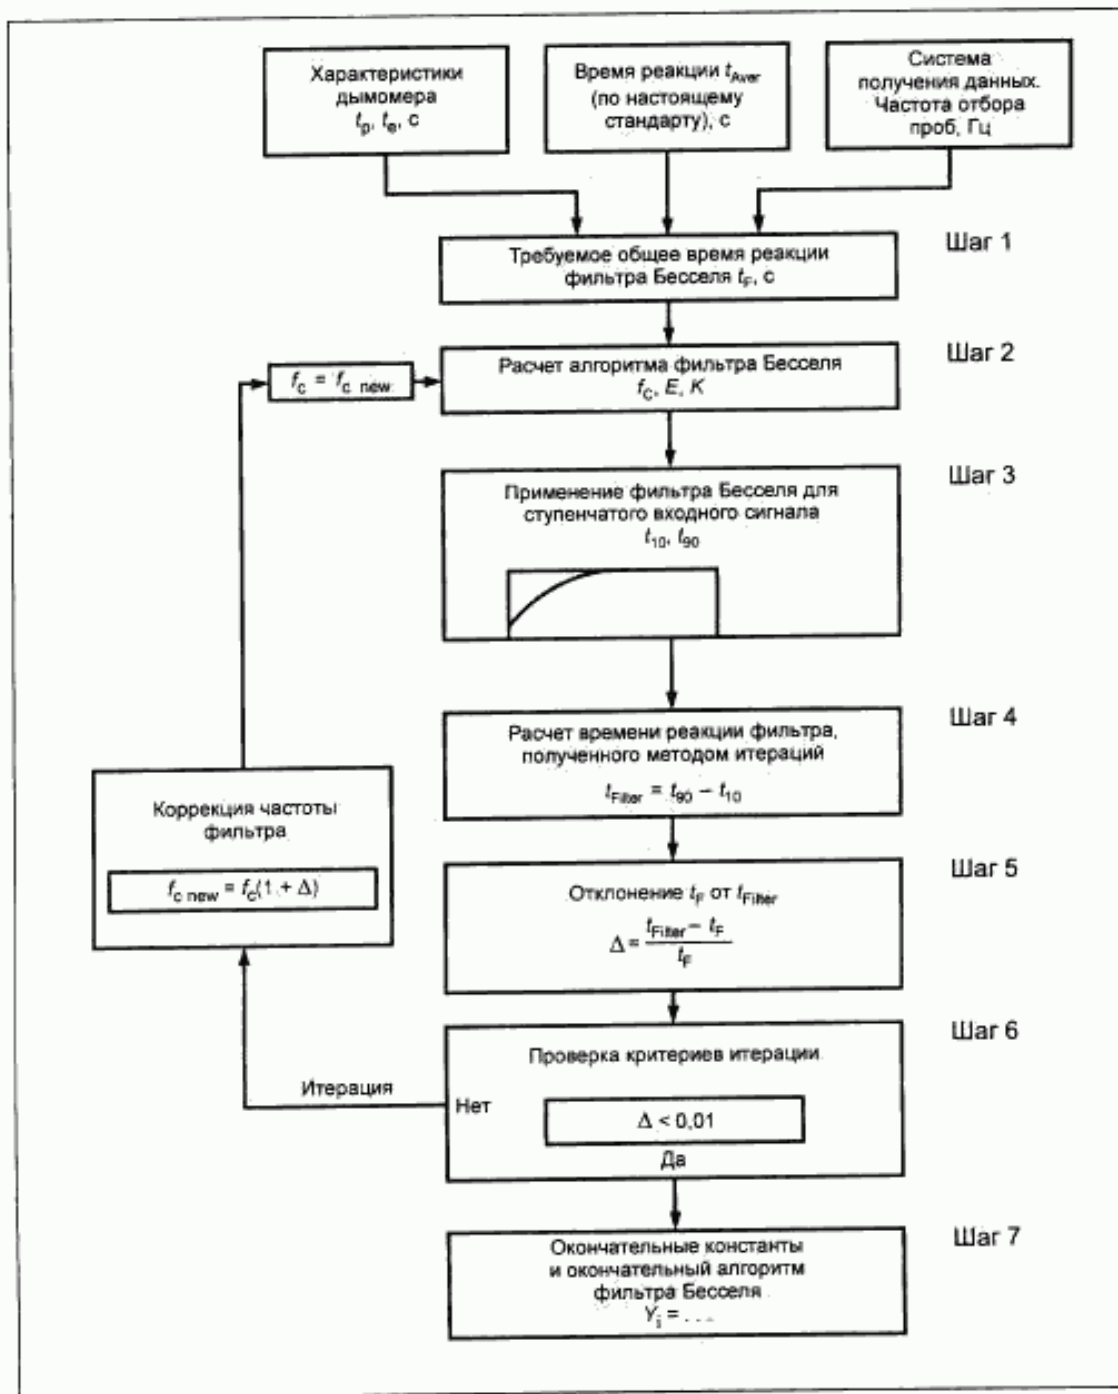 Характеристики
дымомера
t_p, t_e, с
Время реакции t_Aver
(по настоящему
стандарту), с
Система
получения данных.
Частота отбора
проб, Гц
Шаг 1
Требуемое общее время реакции
фильтра Бесселя t_F, с
Шаг 2
f_c = f_c new
Расчет алгоритма фильтра Бесселя
f_C, E, K
Шаг 3
Применение фильтра Бесселя для
ступенчатого входного сигнала
t_10, t_90
Шаг 4
Расчет времени реакции фильтра,
полученного методом итераций
t_Filter = t_90 – t_10
Коррекция частоты
фильтра
f_c new = f_c(1 + Δ)
Шаг 5
Отклонение t_F от t_Filter
Δ = (t_Filter – t_F) / t_F
Шаг 6
Проверка критериев итерации
Итерация
Нет
Δ < 0,01
Да
Шаг 7
Окончательные константы
и окончательный алгоритм
фильтра Бесселя
Y_i = . . .